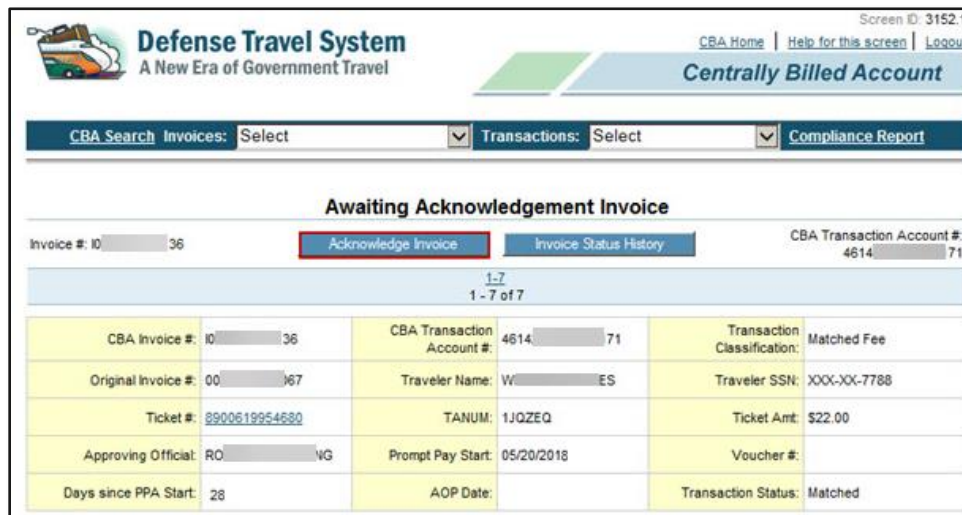 Screen ID: 3152.
Defense Travel System
A New Era of Government Travel
CBA Home | Help for this screen | Logou
Centrally Billed Account
CBA Search Invoices: Select Transactions: Select Compliance Report
Awaiting Acknowledgement Invoice
Invoice #: I0 36 Acknowledge Invoice Invoice Status History CBA Transaction Account #:
4614 71
1-7
1 - 7 of 7
CBA Invoice #: I0 36 CBA Transaction Account #: 4614 71 Transaction Classification: Matched Fee
Original Invoice #: 00 067 Traveler Name: W ES Traveler SSN: XXX-XX-7788
Ticket #: 8900619954680 TANUM: 1JQZEQ Ticket Amt: $22.00
Approving Official: RO NG Prompt Pay Start: 05/20/2018 Voucher #:
Days since PPA Start: 28 AOP Date: Transaction Status: Matched